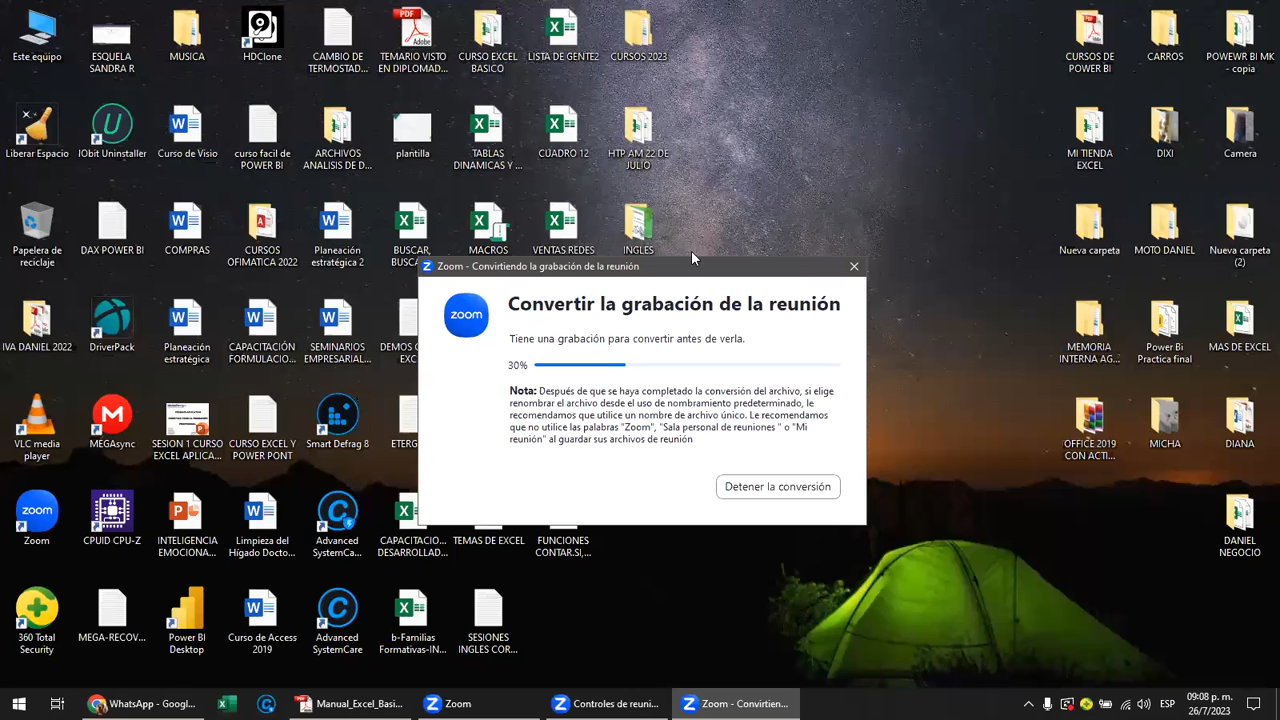 Este equipo
ESCUELA
SANDRA R
MUSICA
HDClone
CAMBIO DE
TERMOSTAD...
TEMARIO VISTO
EN DIPLOMAD...
CURSO EXCEL
BASICO
LISTA DE GENTE2
CURSOS 2023
CURSOS DE
POWER BI
CARROS
POWEWR BI MK
- copia
Liberar Espacio
IObit Uninstaller
Curso de Visio
curso facil de
POWER BI
ARCHIVOS
ANALISIS DE D...
plantilla
TABLAS
DINAMICAS Y ...
CUADRO 12
HTP AM 22 DE
JULIO
MI TIENDA
EXCEL
DIXI
Camera
Papelera de
reciclaje
DAX POWER BI
COMPRAS
CURSOS
OFIMATICA 2022
Planeación
estratégica 2
BUSCAR,
BUSCA
MACROS
VENTAS REDES
INGLES
Nueva carpeta
MOTO DANIEL
Nueva carpeta
(2)
Zoom - Convirtiendo la grabación de la reunión
zoom
Convertir la grabación de la reunión
Tiene una grabación para convertir antes de verla.
30%
Nota: Después de que se haya completado la conversión del archivo, si elige
renombrar el archivo desde el uso de nombramiento predeterminado, le
recomendamos que utilice un nombre de archivo único. Le recomendamos
que no utilice las palabras "Zoom", "Sala personal de reuniones " o "Mi
reunión" al guardar sus archivos de reunión
Detener la conversión
IVA DANIEL 2022
DriverPack
Planeación
estratégica
CAPACITACIÓN
FORMULACIO...
SEMINARIOS
EMPRESARIAL...
DEMOS
EXC
MEMORIA
INTERNA AG...
Power Bi
Practica final
MAS DE EXCEL
VLC media
player
MEGAsync
SESION 1 CURSO
EXCEL APLICA...
CURSO EXCEL Y
POWER PONT
Smart Defrag 8
ETERG
OFFICE 2019
CON ACTI...
MICHA
DIANA
Zoom
CPUID CPU-Z
INTELIGENCIA
EMOCIONA...
Limpieza del
Hígado Docto...
Advanced
SystemCa...
CAPACITACIO...
DESARROLLAD...
TEMAS DE EXCEL
FUNCIONES
CONTAR.SI,...
DANIEL
NEGOCIO
360 Total
Security
MEGA-RECOV...
Power BI
Desktop
Curso de Access
2019
Advanced
SystemCare
b-Familias
Formativas-IN...
SESIONES
INGLES COR...
WhatsApp - Googl...
Manual_Excel_Basi...
Zoom
Controles de reuni...
Zoom - Convirtien...
ESP
09:08 p. m.
26/7/2023